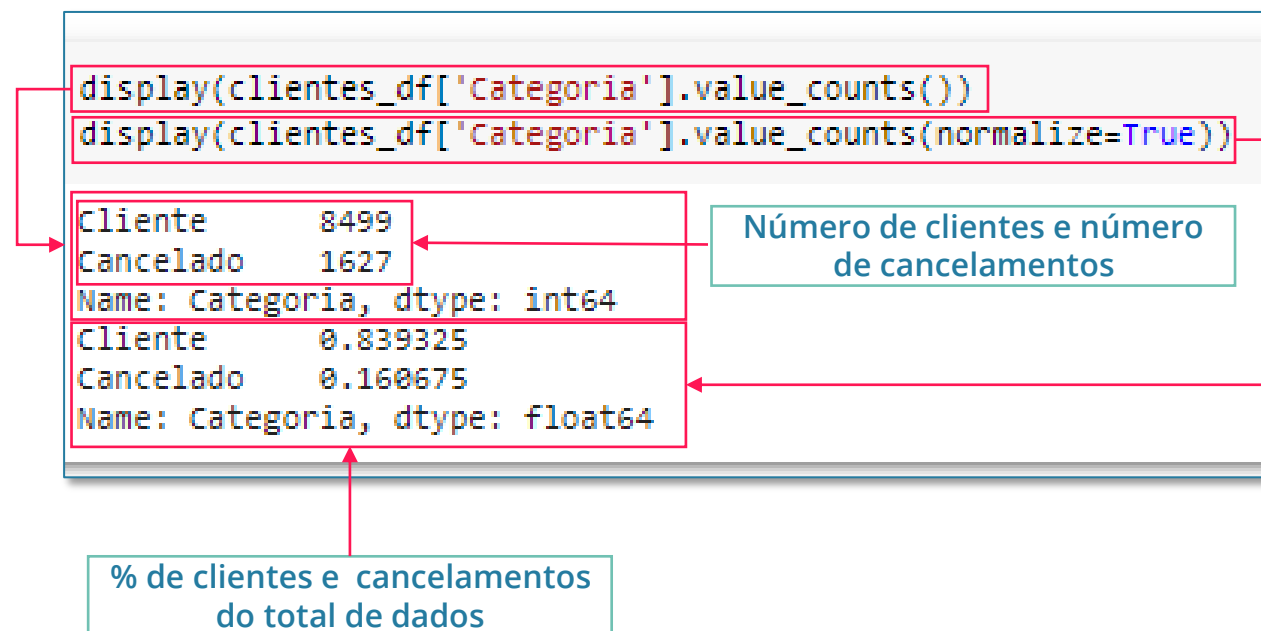 display(clientes_df['Categoria'].value_counts())
display(clientes_df['Categoria'].value_counts(normalize=True))
Cliente 8499
Cancelado 1627
Name: Categoria, dtype: int64
Cliente 0.839325
Cancelado 0.160675
Name: Categoria, dtype: float64
Número de clientes e número
de cancelamentos
% de clientes e cancelamentos
do total de dados